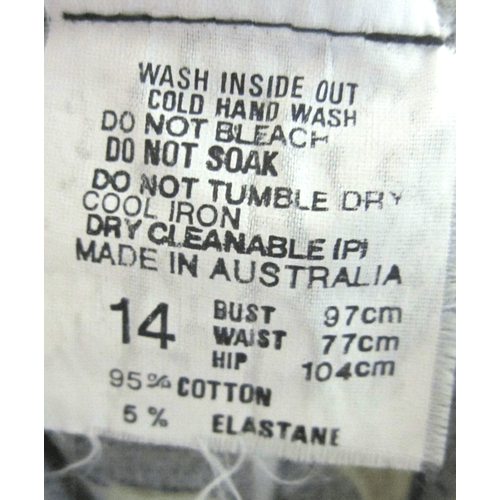 WASH INSIDE OUT
COLD HAND WASH
DO NOT BLEACH
DO NOT SOAK
DO NOT TUMBLE DRY
COOL IRON
DRY CLEANABLE (P)
MADE IN AUSTRALIA
14 BUST 97cm
WAIST 77cm
HIP 104cm
95% COTTON
5% ELASTANE